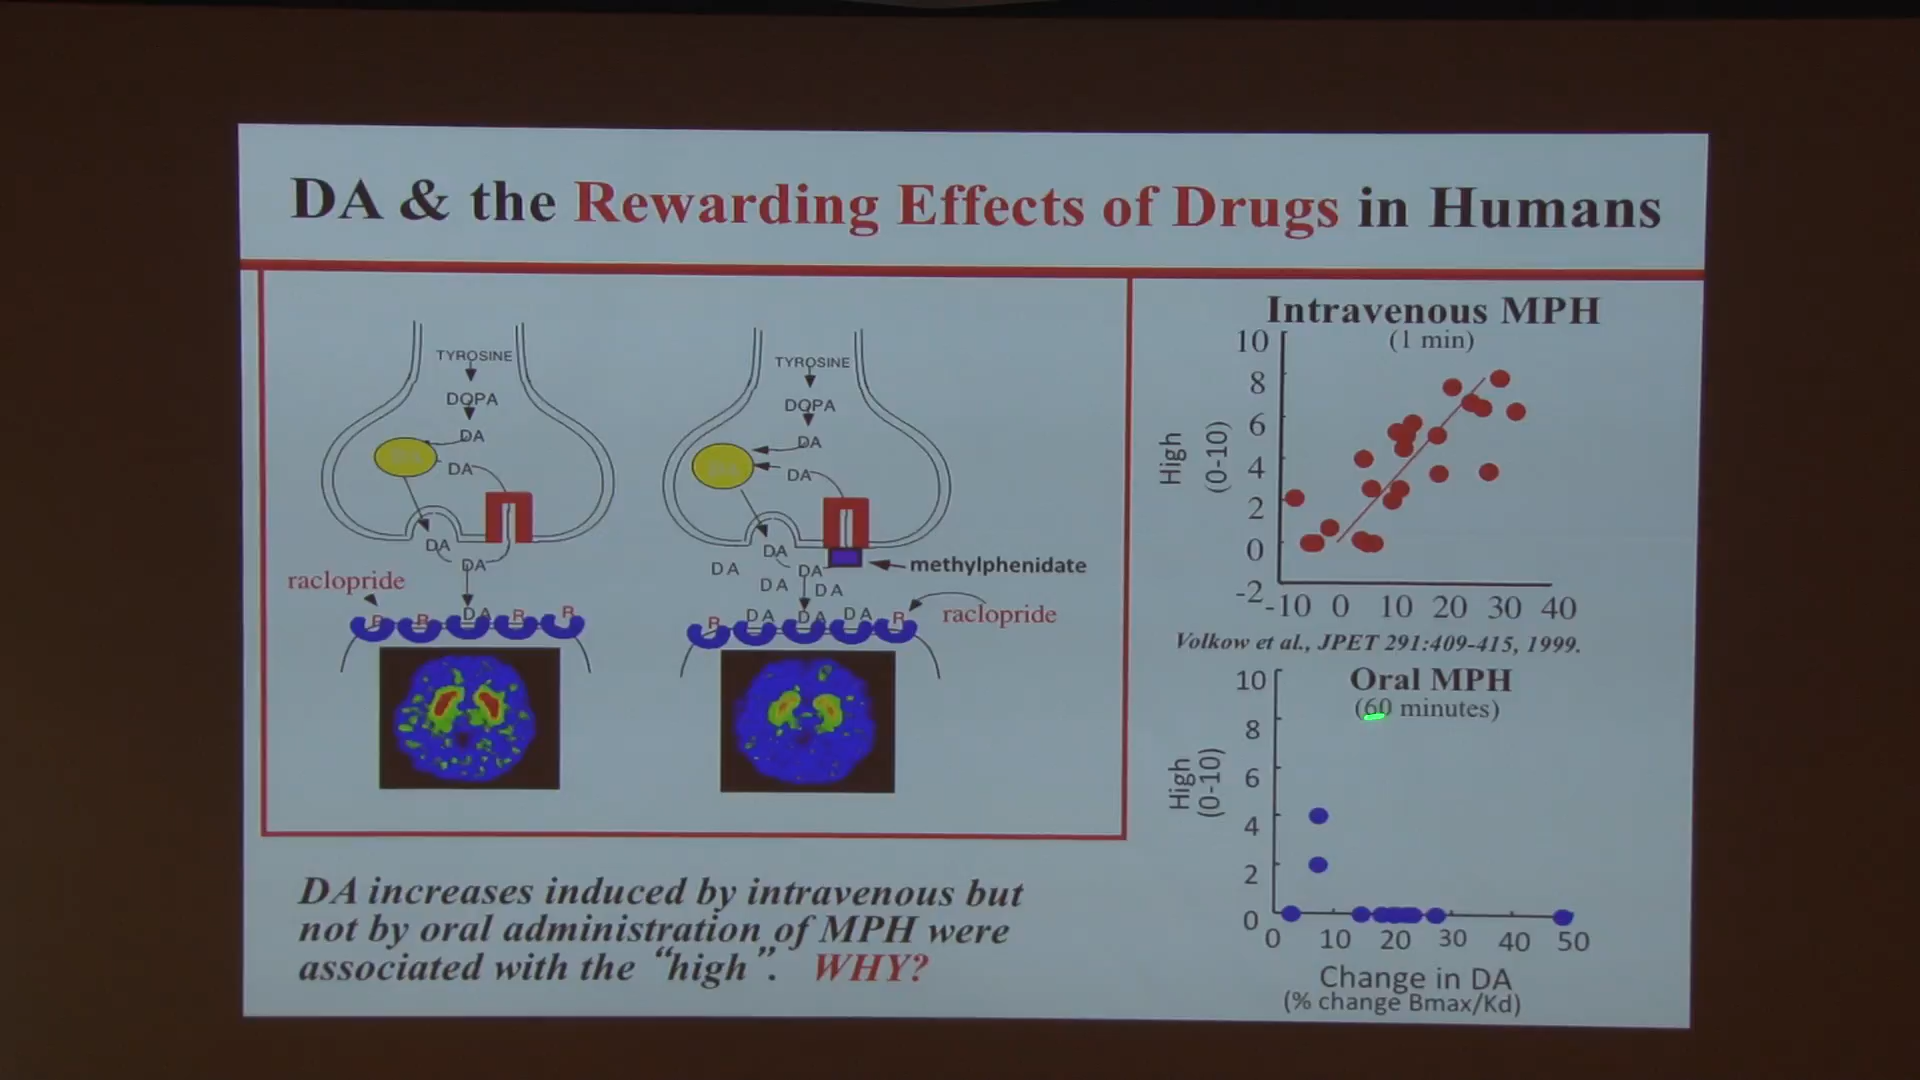 DA & the Rewarding Effects of Drugs in Humans
TYROSINE
DOPA
DA
DA
DA
DA
raclopride
R R DA R R
TYROSINE
DOPA
DA
DA
DA
DA DA
DA DA
methylphenidate
raclopride
R DA DA DA R
DA increases induced by intravenous but
not by oral administration of MPH were
associated with the “high”. WHY?
Intravenous MPH
(1 min)
High
(0-10)
10
8
6
4
2
0
-2
-10 0 10 20 30 40
Volkow et al., JPET 291:409-415, 1999.
Oral MPH
(60 minutes)
High
(0-10)
10
8
6
4
2
0
0 10 20 30 40 50
Change in DA
(% change Bmax/Kd)